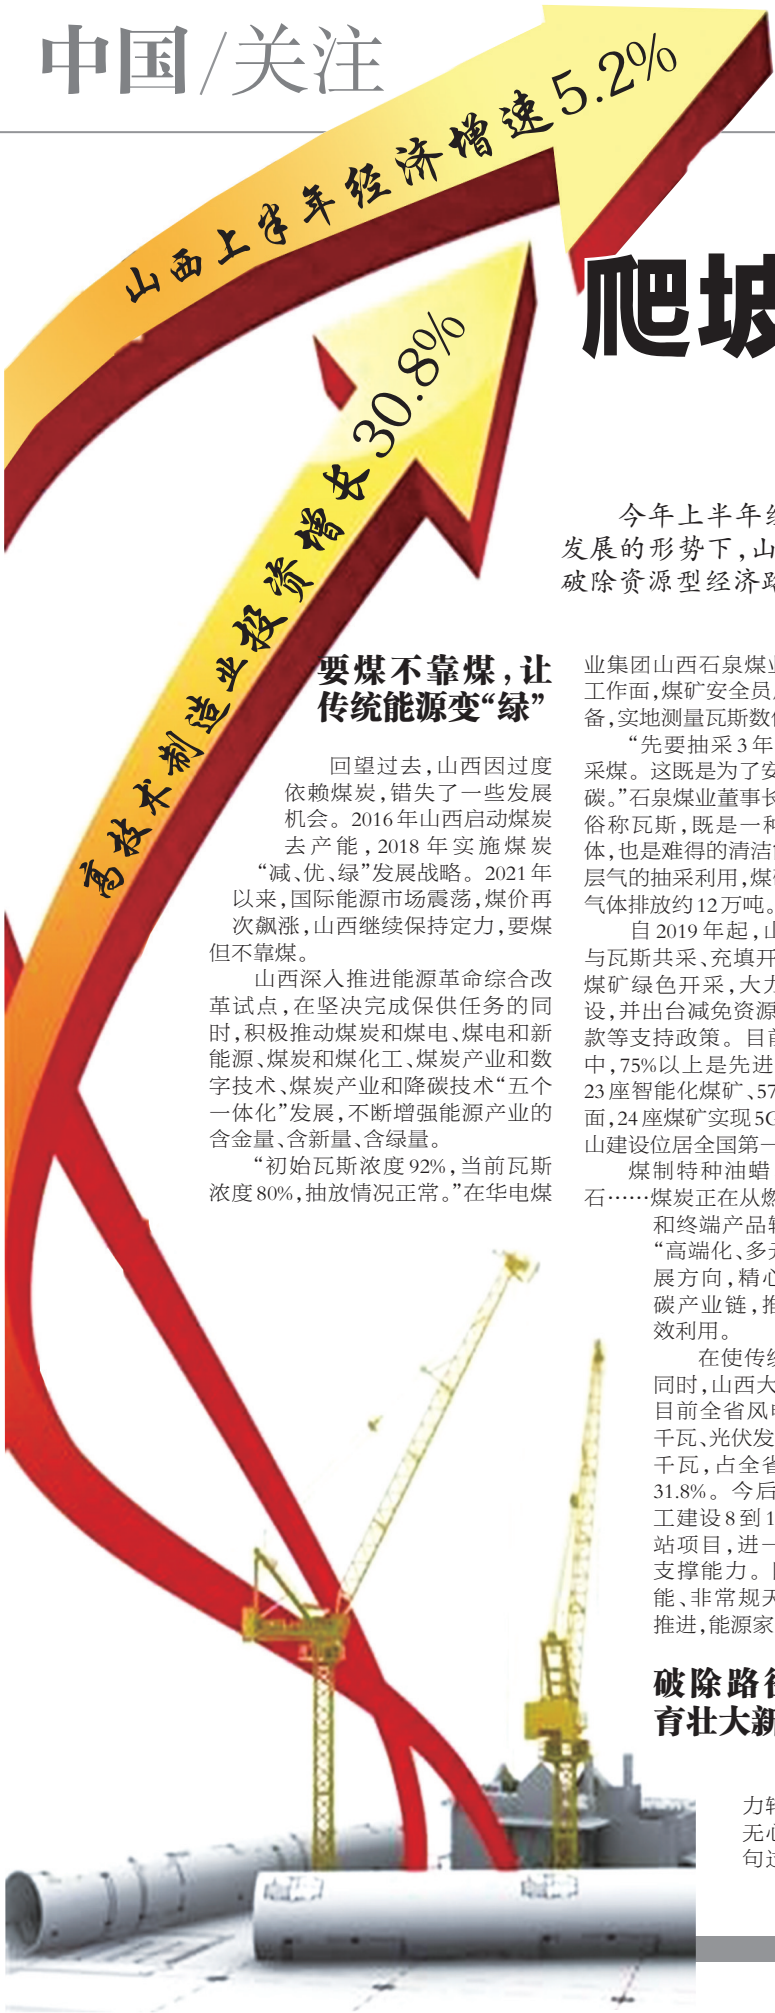 中国/关注
山西上半年经济增速5.2%
高技术制造业投资增长30.8%
爬坡
今年上半年经
发展的形势下,山
破除资源型经济路
要煤不靠煤,让
传统能源变“绿”
回望过去,山西因过度
依赖煤炭,错失了一些发展
机会。2016年山西启动煤炭
去产能,2018年实施煤炭
“减、优、绿”发展战略。2021年
以来,国际能源市场震荡,煤价再
次飙涨,山西继续保持定力,要煤
但不靠煤。
山西深入推进能源革命综合改
革试点,在坚决完成保供任务的同
时,积极推动煤炭和煤电、煤电和新
能源、煤炭和煤化工、煤炭产业和数
字技术、煤炭产业和降碳技术“五个
一体化”发展,不断增强能源产业的
含金量、含新量、含绿量。
“初始瓦斯浓度92%,当前瓦斯
浓度80%,抽放情况正常。”在华电煤
业集团山西石泉煤业
工作面,煤矿安全员
备,实地测量瓦斯数
“先要抽采3年
采煤。这既是为了安
碳。”石泉煤业董事长
俗称瓦斯,既是一种
体,也是难得的清洁
层气的抽采利用,煤
气体排放约12万吨。
自2019年起,山
与瓦斯共采、充填开
煤矿绿色开采,大力
设,并出台减免资源
款等支持政策。目前
中,75%以上是先进
23座智能化煤矿、57
面,24座煤矿实现5G
山建设位居全国第一
煤制特种油蜡
石……煤炭正在从燃
和终端产品转
“高端化、多元
展方向,精心
碳产业链,推
效利用。
在使传统
同时,山西大
目前全省风电
千瓦、光伏发
千瓦,占全省
31.8%。今后
工建设8到1
站项目,进一
支撑能力。
能、非常规天
推进,能源家
破除路径
育壮大新
力转
无心
句过